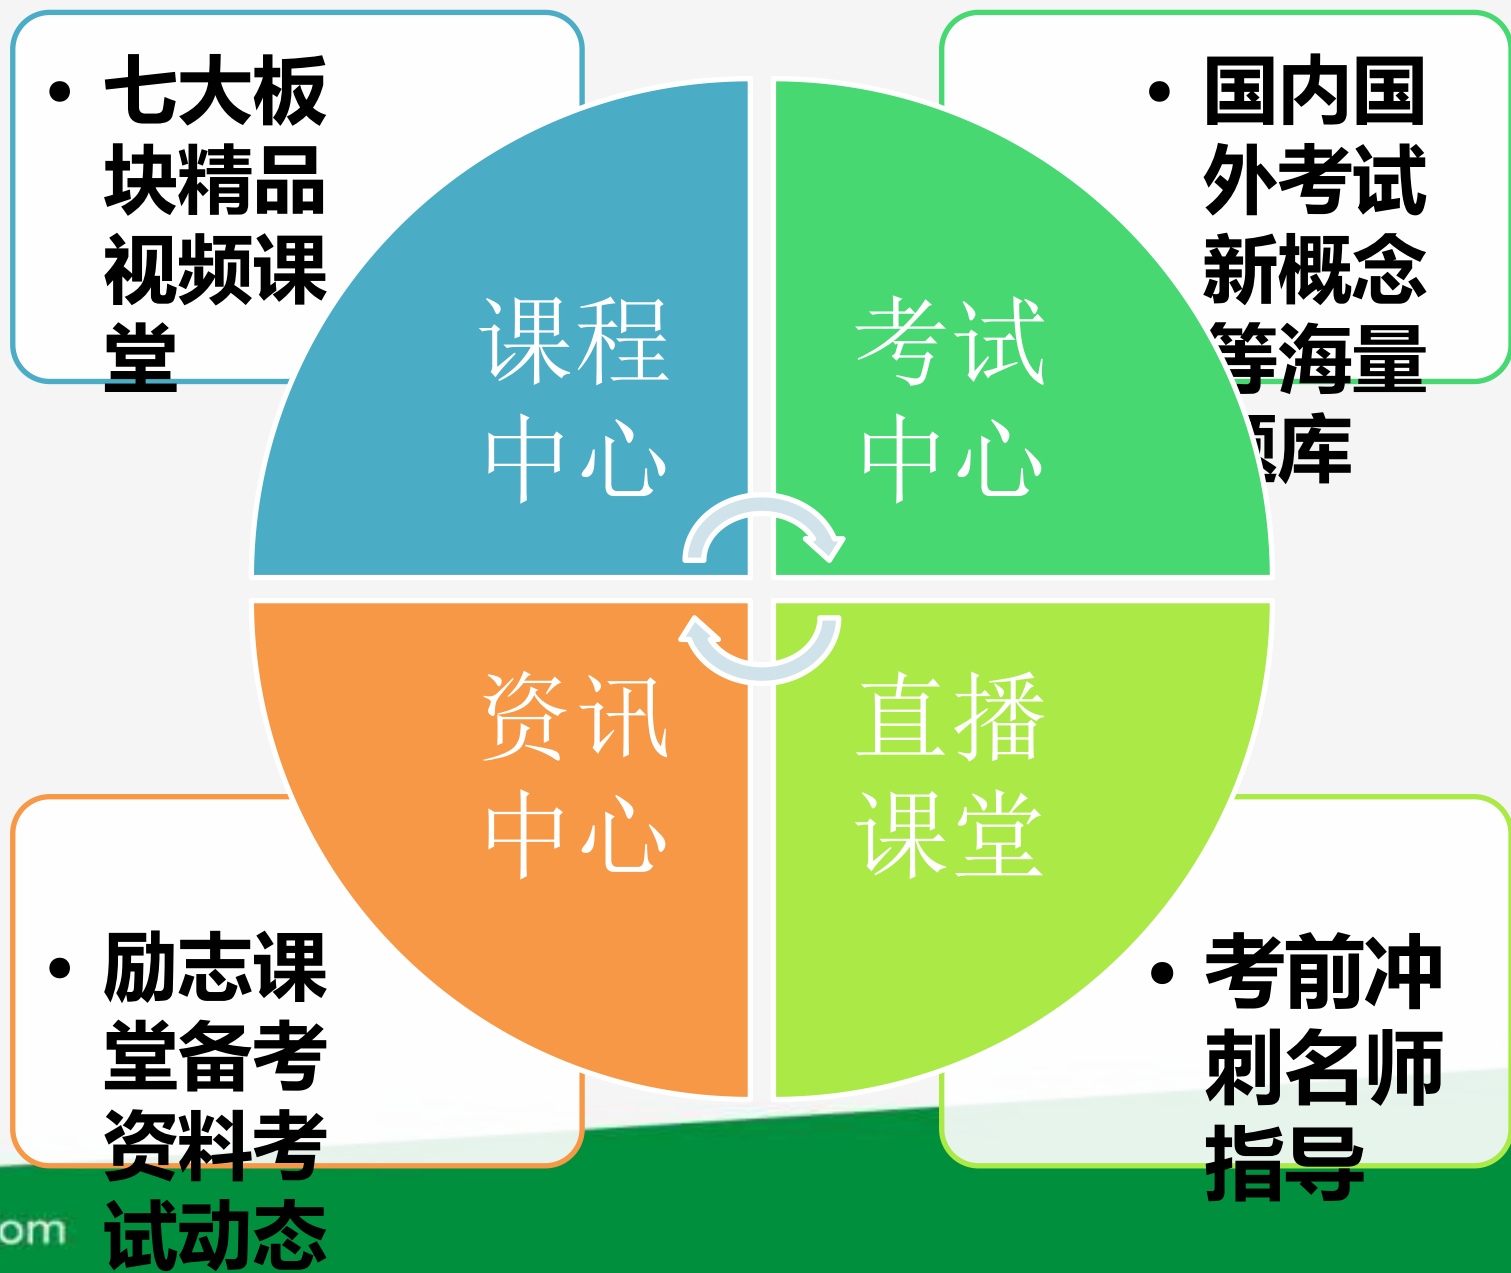 • 七大板
块精品
视频课
堂
• 国内国
外考试
新概念
等海量
题库
课程
中心
考试
中心
资讯
中心
直播
课堂
• 励志课
堂备考
资料考
试动态
• 考前冲
刺名师
指导
om